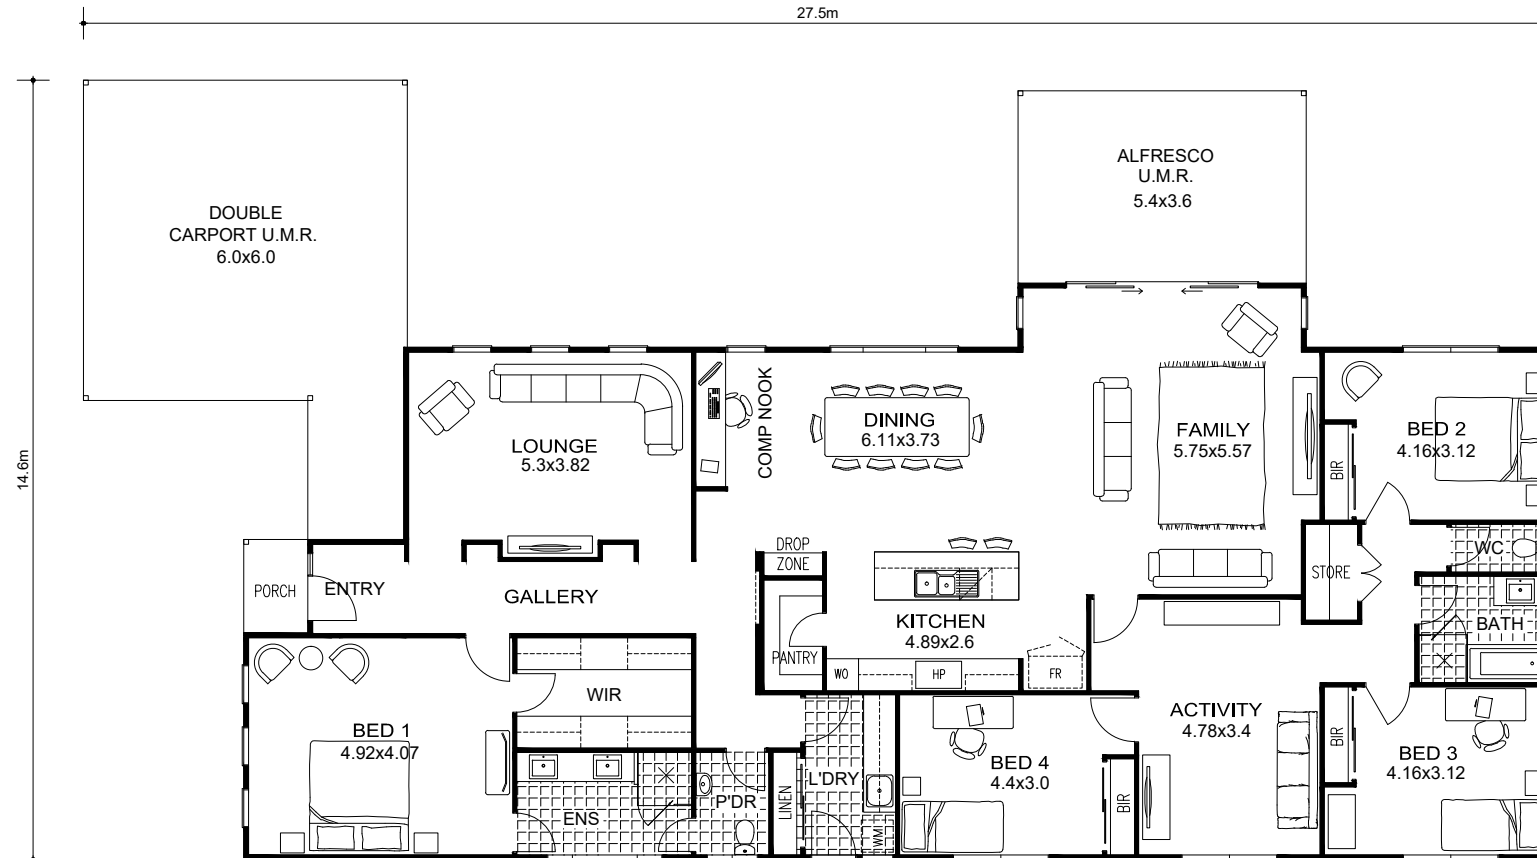 27.5m
14.6m
DOUBLE
CARPORT U.M.R.
6.0x6.0
ALFRESCO
U.M.R.
5.4x3.6
LOUNGE
5.3x3.82
COMP NOOK
DINING
6.11x3.73
FAMILY
5.75x5.57
BED 2
4.16x3.12
BIR
DROP
ZONE
WC
STORE
PORCH
ENTRY
GALLERY
KITCHEN
4.89x2.6
BATH
PANTRY
WO
HP
FR
WIR
BED 1
4.92x4.07
ACTIVITY
4.78x3.4
BIR
BED 3
4.16x3.12
BED 4
4.4x3.0
BIR
L'DRY
LINEN
P'DR
ENS
WM